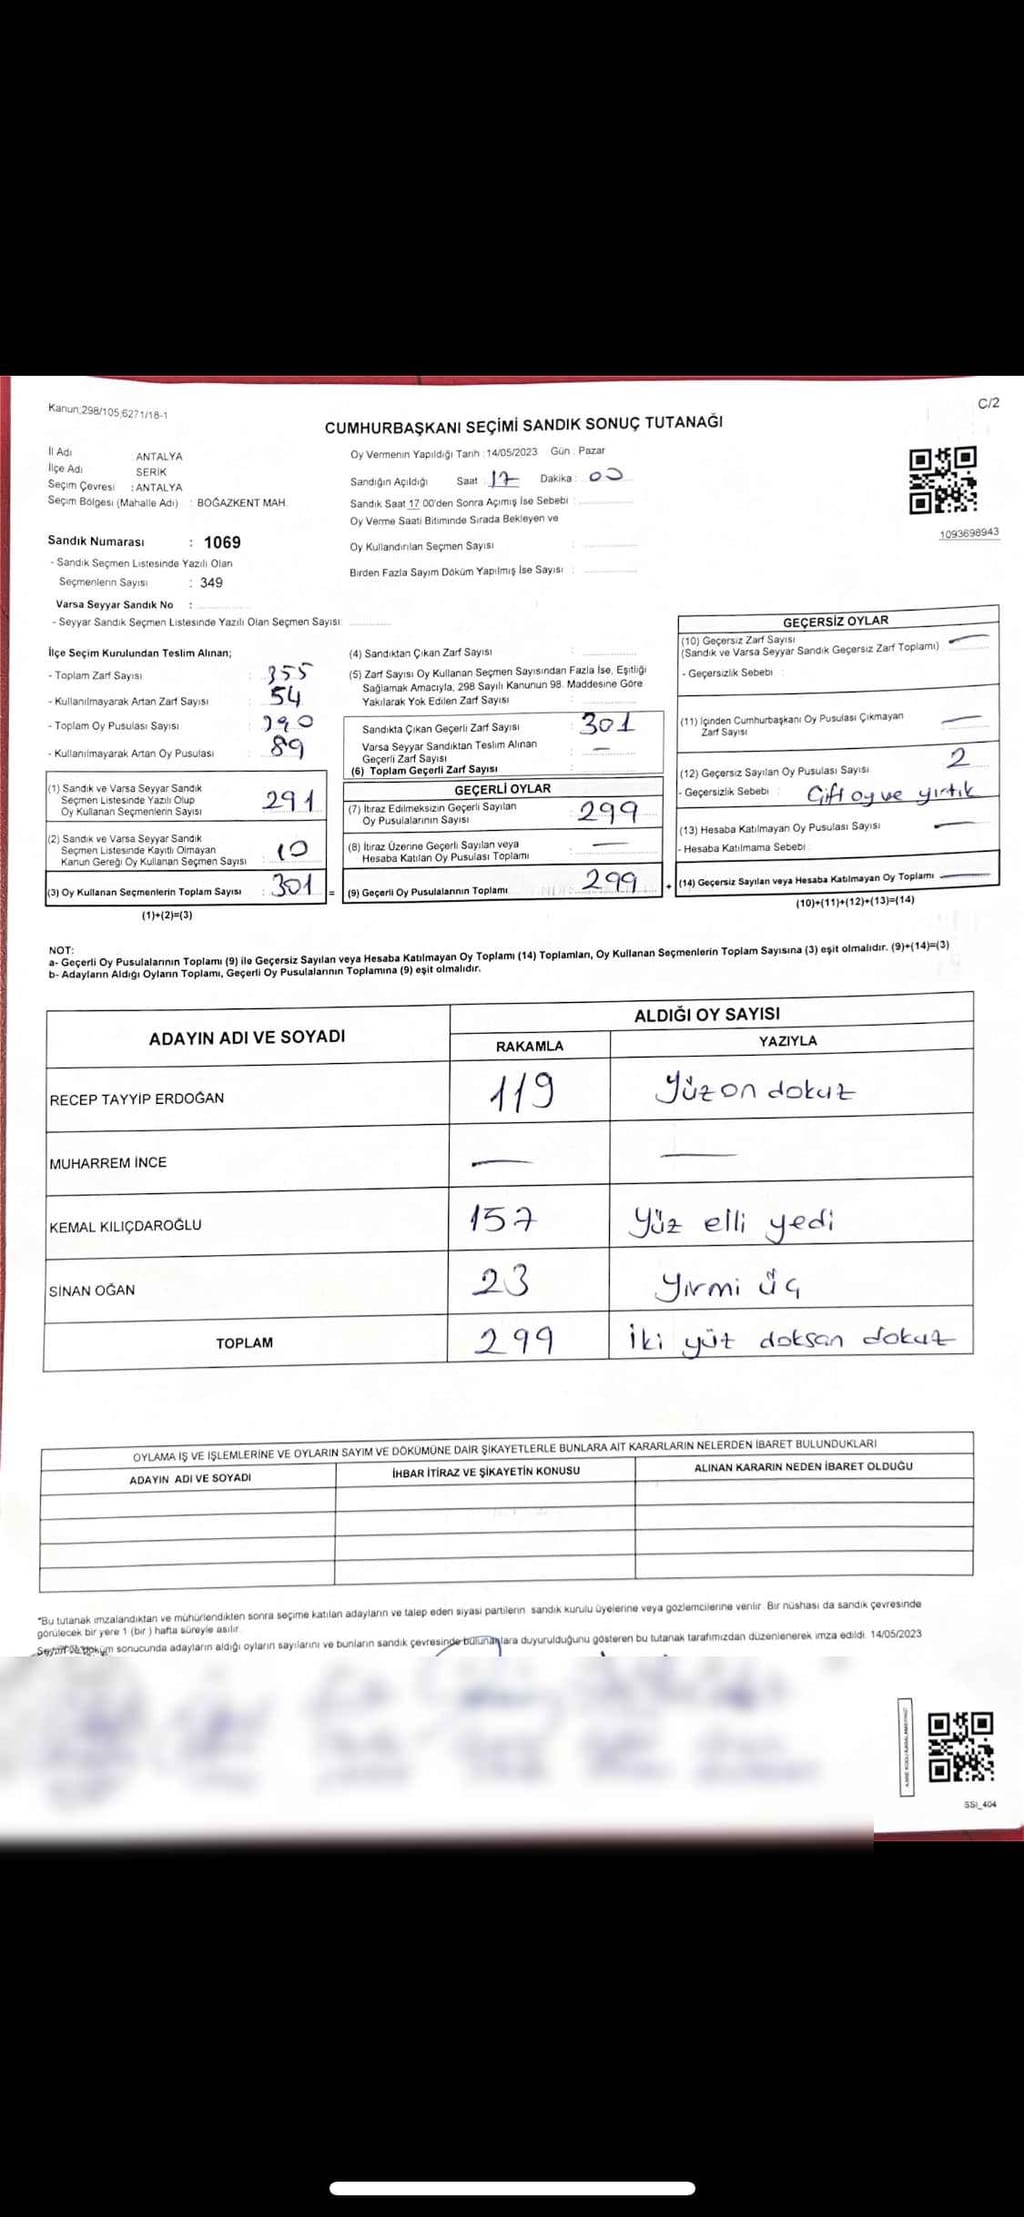 Kanun;298/105,6271/18-1
C/2
CUMHURBAŞKANI SEÇİMİ SANDIK SONUÇ TUTANAĞI
İl Adı ANTALYA
İlçe Adı SERİK
Seçim Çevresi : ANTALYA
Seçim Bölgesi (Mahalle Adı) : BOĞAZKENT MAH.
Oy Vermenin Yapıldığı Tarih : 14/05/2023 Gün : Pazar
Sandığın Açıldığı Saat 17 Dakika : 00
Sandık Saat 17 00'den Sonra Açımış İse Sebebi :
Oy Verme Saati Bitiminde Sırada Bekleyen ve
Oy Kullandırılan Seçmen Sayısı :
Birden Fazla Sayım Döküm Yapılmış İse Sayısı :
1093698943
Sandık Numarası : 1069
- Sandık Seçmen Listesinde Yazılı Olan
Seçmenlerin Sayısı : 349
Varsa Seyyar Sandık No :
- Seyyar Sandık Seçmen Listesinde Yazılı Olan Seçmen Sayısı:
İlçe Seçim Kurulundan Teslim Alınan;
- Toplam Zarf Sayısı : 355
- Kullanılmayarak Artan Zarf Sayısı : 54
- Toplam Oy Pusulası Sayısı : 390
- Kullanılmayarak Artan Oy Pusulası : 89
(1) Sandık ve Varsa Seyyar Sandık
Seçmen Listesinde Yazılı Olup
Oy Kullanan Seçmenlerin Sayısı : 291
(2) Sandık ve Varsa Seyyar Sandık
Seçmen Listesinde Kayıtlı Olmayan
Kanun Gereği Oy Kullanan Seçmen Sayısı : 10
(3) Oy Kullanan Seçmenlerin Toplam Sayısı : 301 =
(1)+(2)=(3)
(4) Sandıktan Çıkan Zarf Sayısı :
(5) Zarf Sayısı Oy Kullanan Seçmen Sayısından Fazla İse, Eşitliği
Sağlamak Amacıyla, 298 Sayılı Kanunun 98. Maddesine Göre
Yakılarak Yok Edilen Zarf Sayısı :
Sandıkta Çıkan Geçerli Zarf Sayısı : 301
Varsa Seyyar Sandıktan Teslim Alınan
Geçerli Zarf Sayısı : —
(6) Toplam Geçerli Zarf Sayısı :
GEÇERLİ OYLAR
(7) İtiraz Edilmeksizin Geçerli Sayılan
Oy Pusulalarının Sayısı : 299
(8) İtiraz Üzerine Geçerli Sayılan veya
Hesaba Katılan Oy Pusulası Toplamı : —
(9) Geçerli Oy Pusulalarının Toplamı 299 +
GEÇERSİZ OYLAR
(10) Geçersiz Zarf Sayısı —
(Sandık ve Varsa Seyyar Sandık Geçersiz Zarf Toplamı)
- Geçersizlik Sebebi :
(11) İçinden Cumhurbaşkanı Oy Pusulası Çıkmayan
Zarf Sayısı —
(12) Geçersiz Sayılan Oy Pusulası Sayısı 2
- Geçersizlik Sebebi : Çift oy ve yırtık
(13) Hesaba Katılmayan Oy Pusulası Sayısı —
- Hesaba Katılmama Sebebi :
(14) Geçersiz Sayılan veya Hesaba Katılmayan Oy Toplamı —
(10)+(11)+(12)+(13)=(14)
NOT:
a- Geçerli Oy Pusulalarının Toplamı (9) ile Geçersiz Sayılan veya Hesaba Katılmayan Oy Toplamı (14) Toplamları, Oy Kullanan Seçmenlerin Toplam Sayısına (3) eşit olmalıdır. (9)+(14)=(3)
b- Adayların Aldığı Oyların Toplamı, Geçerli Oy Pusulalarının Toplamına (9) eşit olmalıdır.
ADAYIN ADI VE SOYADI ALDIĞI OY SAYISI
RAKAMLA YAZIYLA
RECEP TAYYİP ERDOĞAN 119 Yüz on dokuz
MUHARREM İNCE — —
KEMAL KILIÇDAROĞLU 157 Yüz elli yedi
SİNAN OĞAN 23 Yirmi üç
TOPLAM 299 İki yüz doksan dokuz
OYLAMA İŞ VE İŞLEMLERİNE VE OYLARIN SAYIM VE DÖKÜMÜNE DAİR ŞİKAYETLERLE BUNLARA AİT KARARLARIN NELERDEN İBARET BULUNDUKLARI
ADAYIN ADI VE SOYADI İHBAR İTİRAZ VE ŞİKAYETİN KONUSU ALINAN KARARIN NEDEN İBARET OLDUĞU
*Bu tutanak imzalandıktan ve mühürlendikten sonra seçime katılan adayların ve talep eden siyasi partilerin sandık kurulu üyelerine veya gözlemcilerine verilir. Bir nüshası da sandık çevresinde
görülecek bir yere 1 (bir ) hafta süreyle asılır.
Sayım ve döküm sonucunda adayların aldığı oyların sayılarını ve bunların sandık çevresinde bulunanlara duyurulduğunu gösteren bu tutanak tarafımızdan düzenlenerek imza edildi. 14/05/2023
SSI_404